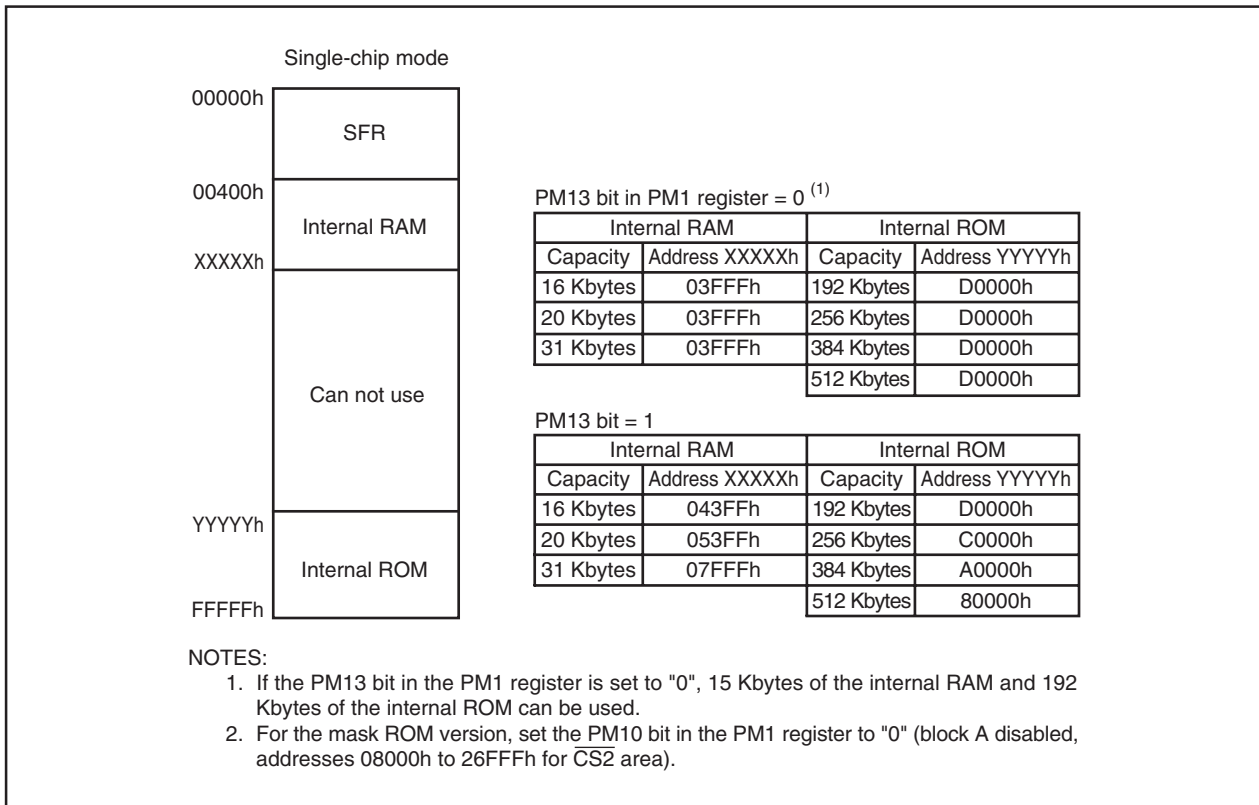 Single-chip mode
00000h
SFR
00400h
Internal RAM
XXXXXh
Can not use
YYYYYh
Internal ROM
FFFFFh
PM13 bit in PM1 register = 0 (1)
Internal RAM Internal ROM
Capacity Address XXXXXh Capacity Address YYYYYh
16 Kbytes 03FFFh 192 Kbytes D0000h
20 Kbytes 03FFFh 256 Kbytes D0000h
31 Kbytes 03FFFh 384 Kbytes D0000h
512 Kbytes D0000h
PM13 bit = 1
Internal RAM Internal ROM
Capacity Address XXXXXh Capacity Address YYYYYh
16 Kbytes 043FFh 192 Kbytes D0000h
20 Kbytes 053FFh 256 Kbytes C0000h
31 Kbytes 07FFFh 384 Kbytes A0000h
512 Kbytes 80000h
NOTES:
1. If the PM13 bit in the PM1 register is set to "0", 15 Kbytes of the internal RAM and 192
Kbytes of the internal ROM can be used.
2. For the mask ROM version, set the PM10 bit in the PM1 register to "0" (block A disabled,
addresses 08000h to 26FFFh for CS2 area).